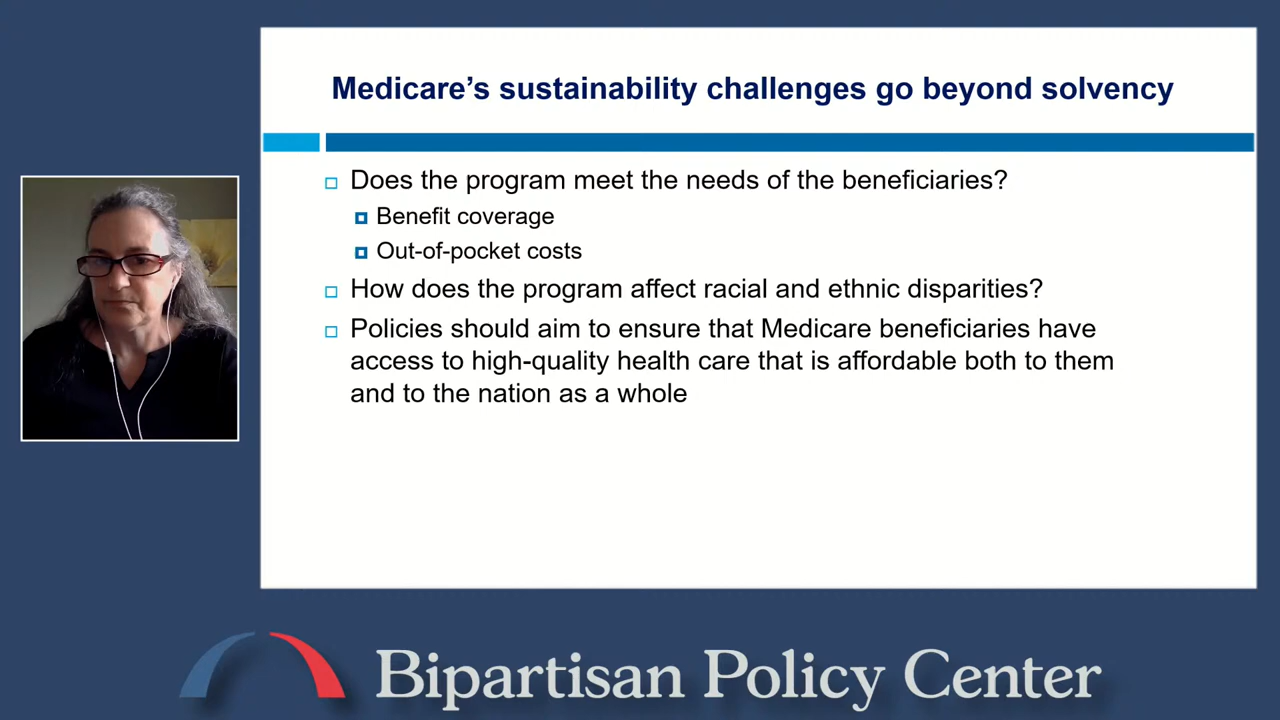 Medicare's sustainability challenges go beyond solvency
Does the program meet the needs of the beneficiaries?
Benefit coverage
Out-of-pocket costs
How does the program affect racial and ethnic disparities?
Policies should aim to ensure that Medicare beneficiaries have
access to high-quality health care that is affordable both to them
and to the nation as a whole
Bipartisan Policy Center